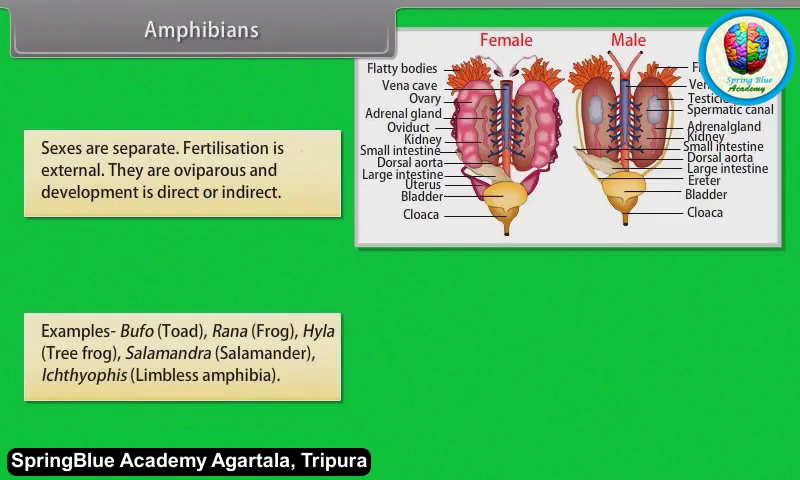 Amphibians
Female
Male
Flatty bodies
Vena cave
Ovary
Adrenal gland
Oviduct
Kidney
Small intestine
Dorsal aorta
Large intestine
Uterus
Bladder
Cloaca
Spermatic canal
Adrenalgland
Kidney
Small intestine
Dorsal aorta
Large intestine
Ereter
Bladder
Cloaca
Spring Blue
Academy
Sexes are separate. Fertilisation is
external. They are oviparous and
development is direct or indirect.
Examples- Bufo (Toad), Rana (Frog), Hyla
(Tree frog), Salamandra (Salamander),
Ichthyophis (Limbless amphibia).
SpringBlue Academy Agartala, Tripura